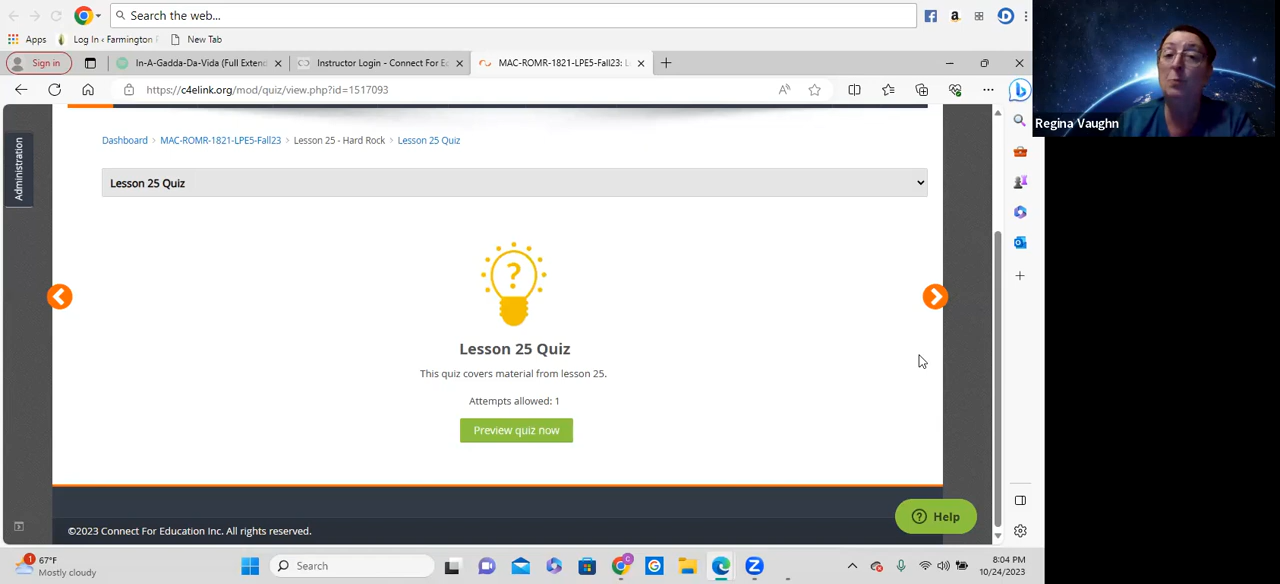 Search the web...
Apps
Log In ‹ Farmington
New Tab
Sign in
In-A-Gadda-Da-Vida (Full Extend
Instructor Login - Connect For E
MAC-ROMR-1821-LPE5-Fall23: L
https://c4elink.org/mod/quiz/view.php?id=1517093
Regina Vaughn
Administration
Dashboard > MAC-ROMR-1821-LPE5-Fall23 > Lesson 25 - Hard Rock > Lesson 25 Quiz
Lesson 25 Quiz
?
Lesson 25 Quiz
This quiz covers material from lesson 25.
Attempts allowed: 1
Preview quiz now
Help
©2023 Connect For Education Inc. All rights reserved.
1
67°F
Mostly cloudy
Search
8:04 PM
10/24/2023